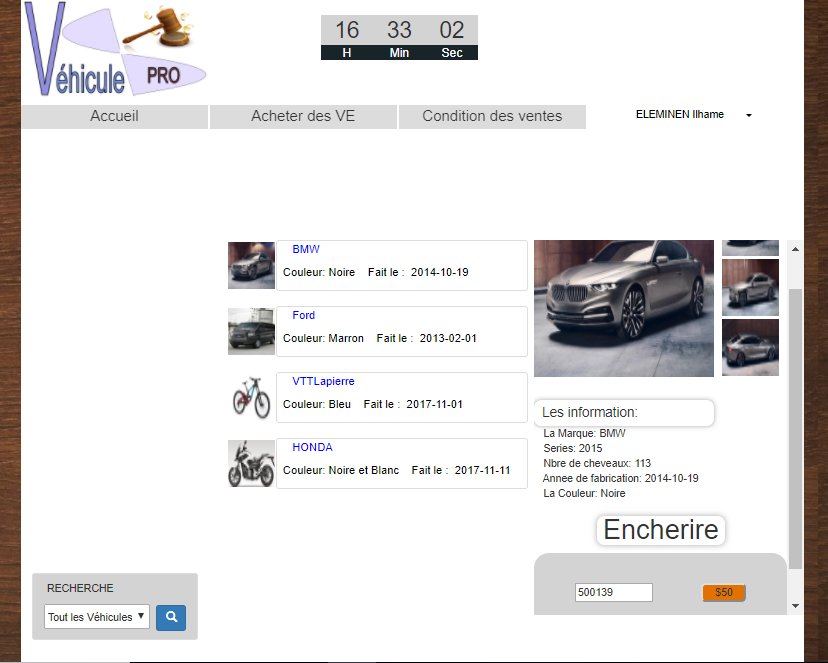 Véhicule PRO
16 33 02
H Min Sec
Accueil Acheter des VE Condition des ventes ELEMINEN Ilhame
BMW
Couleur: Noire Fait le : 2014-10-19
Ford
Couleur: Marron Fait le : 2013-02-01
VTTLapierre
Couleur: Bleu Fait le : 2017-11-01
HONDA
Couleur: Noire et Blanc Fait le : 2017-11-11
Les information:
La Marque: BMW
Series: 2015
Nbre de cheveaux: 113
Annee de fabrication: 2014-10-19
La Couleur: Noire
Encherire
500139 $50
RECHERCHE
Tout les Véhicules